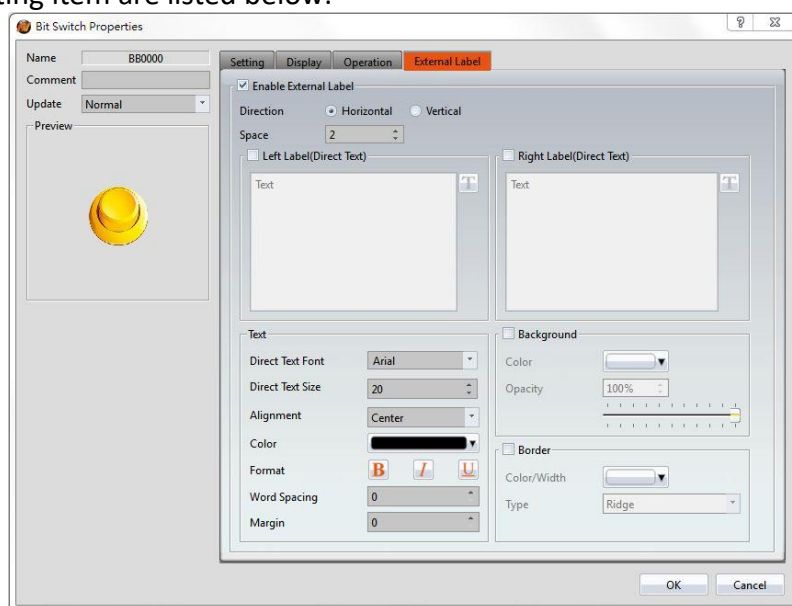 ting item are listed below.
Bit Switch Properties
Name BB0000
Comment
Update Normal
Preview
Setting Display Operation External Label
Enable External Label
Direction Horizontal Vertical
Space 2
Left Label(Direct Text) Right Label(Direct Text)
Text T Text T
Text
Direct Text Font Arial
Direct Text Size 20
Alignment Center
Color
Format B I U
Word Spacing 0
Margin 0
Background
Color
Opacity 100%
Border
Color/Width
Type Ridge
OK Cancel